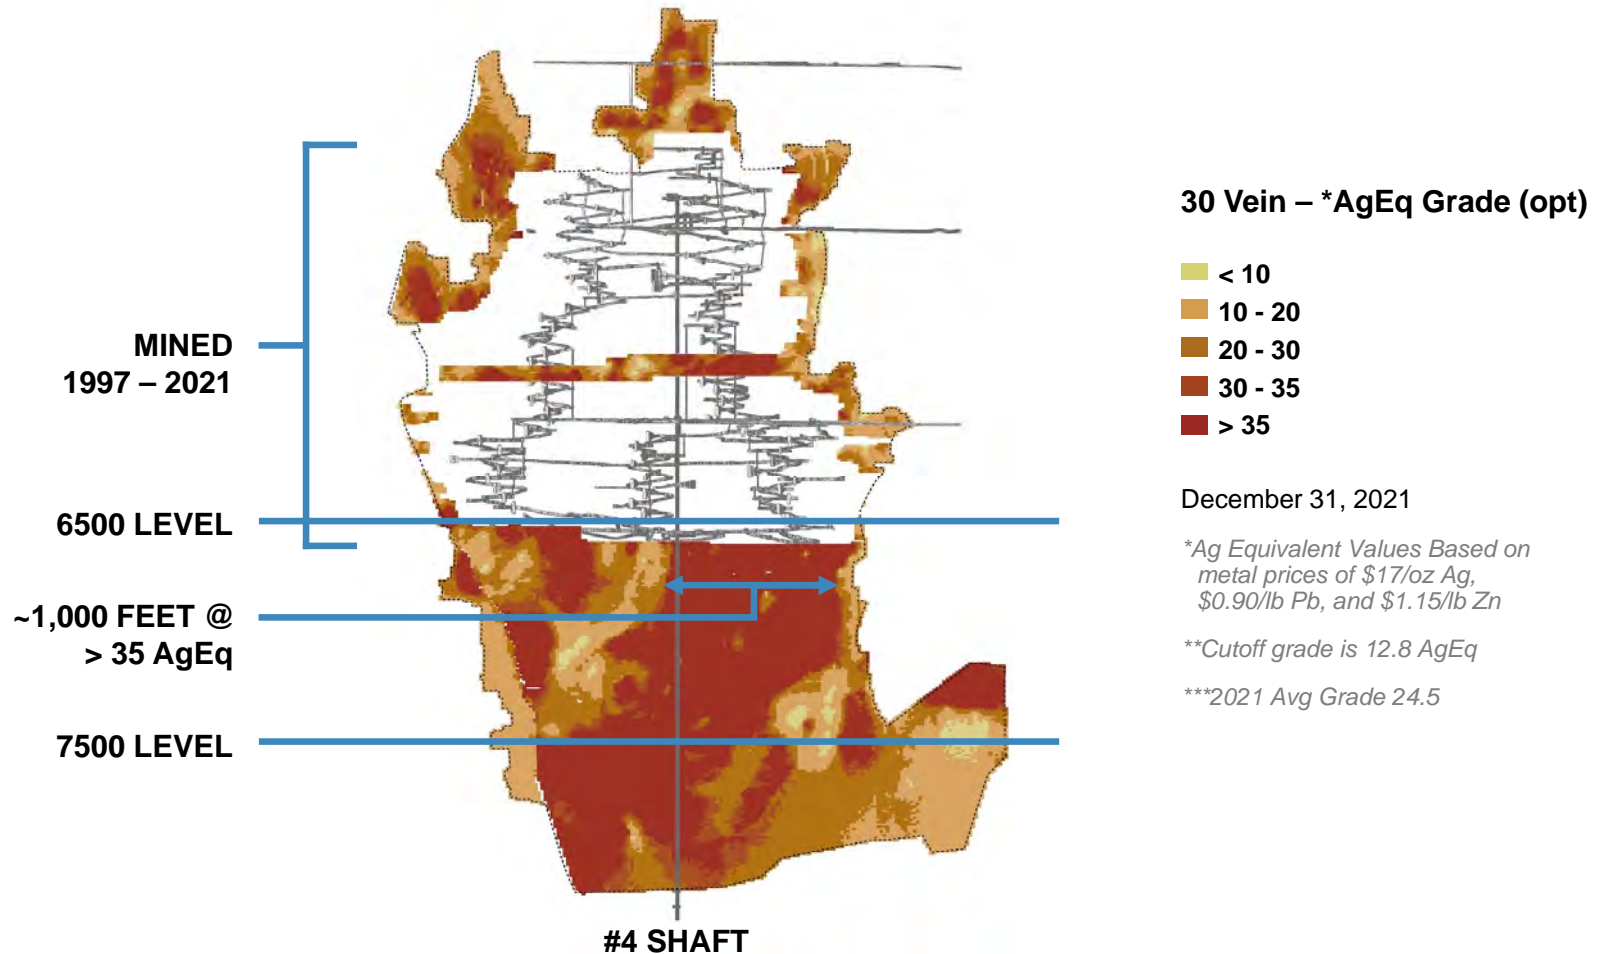 30 Vein – *AgEq Grade (opt)
< 10
10 - 20
20 - 30
30 - 35
> 35
December 31, 2021
*Ag Equivalent Values Based on
metal prices of $17/oz Ag,
$0.90/lb Pb, and $1.15/lb Zn
**Cutoff grade is 12.8 AgEq
***2021 Avg Grade 24.5
MINED
1997 – 2021
6500 LEVEL
~1,000 FEET @
> 35 AgEq
7500 LEVEL
#4 SHAFT